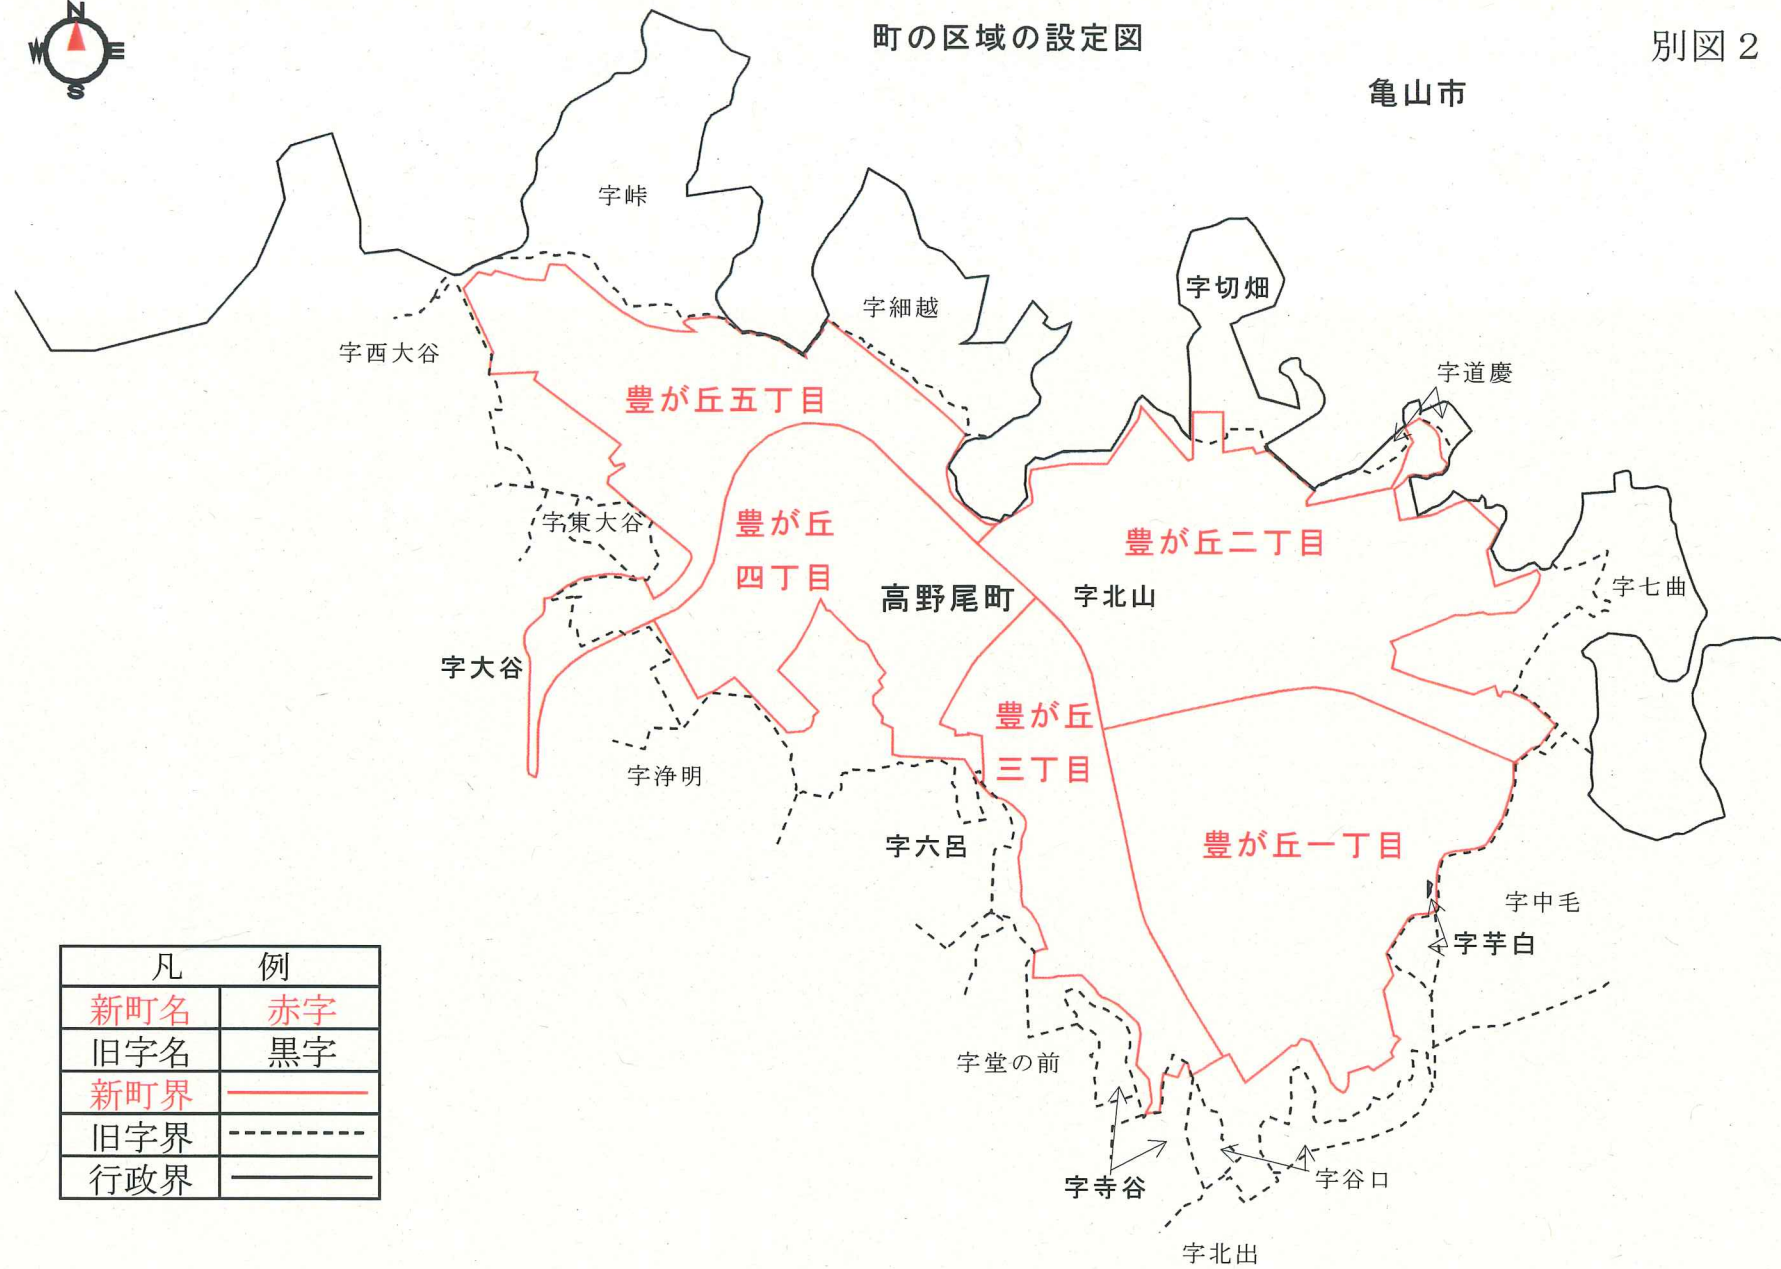 N
W E
S
町の区域の設定図
別図2
亀山市
字峠
字切畑
字細越
字西大谷
字道慶
豊が丘五丁目
豊が丘
四丁目
字東大谷
豊が丘二丁目
高野尾町
字北山
字七曲
字大谷
豊が丘
三丁目
字浄明
字六呂
豊が丘一丁目
字中毛
字芋白
字堂の前
字寺谷
字谷口
字北出
凡 例
新町名 赤字
旧字名 黒字
新町界
旧字界
行政界